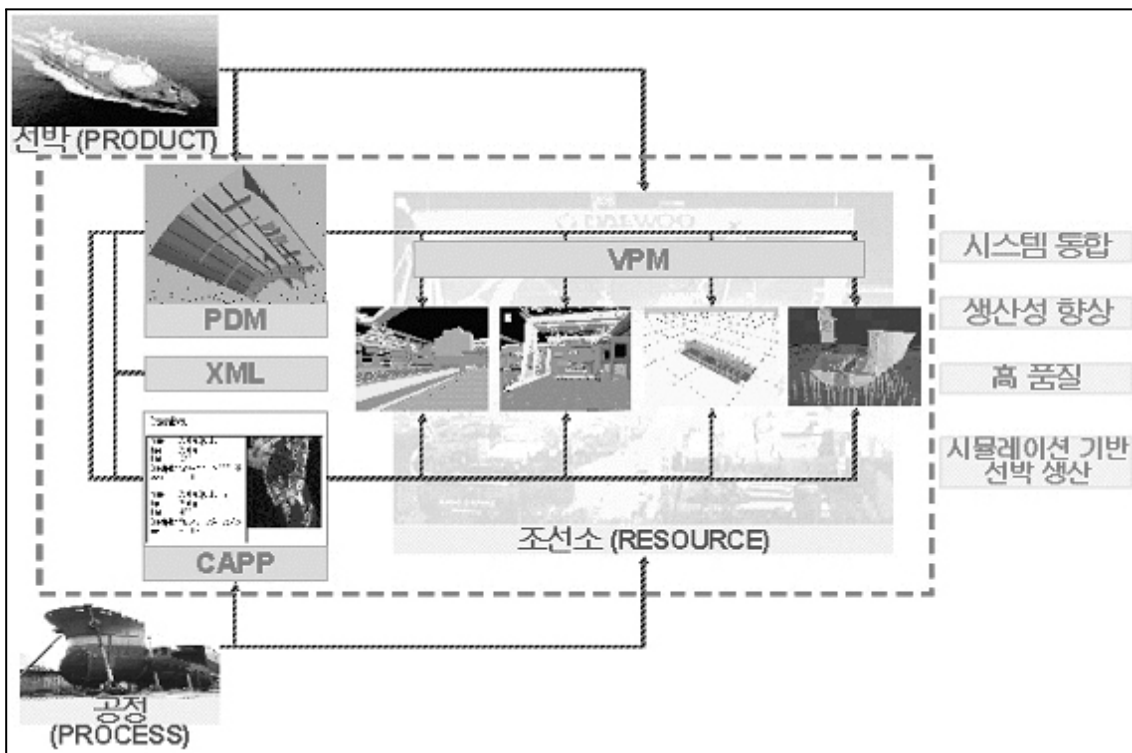 선박 (PRODUCT)
DAEWOO
VPM
PDM
XML
CAPP
조선소 (RESOURCE)
공정
(PROCESS)
시스템 통합
생산성 향상
高 품질
시뮬레이션 기반
선박 생산